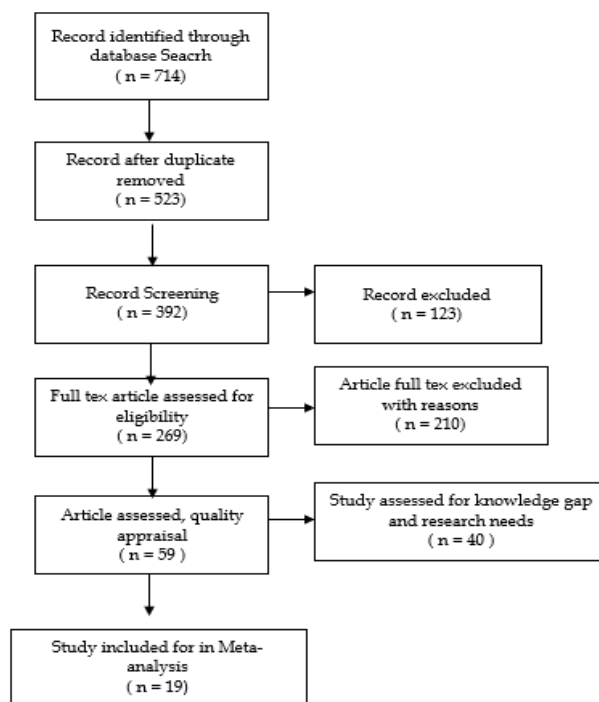 Record identified through
database Seacrh
( n = 714)
Record after duplicate
removed
( n = 523)
Record Screening
( n = 392)
Record excluded
( n = 123)
Full tex article assessed for
eligibility
( n = 269)
Article full tex excluded
with reasons
( n = 210)
Article assessed, quality
appraisal
( n = 59 )
Study assessed for knowledge gap
and research needs
( n = 40 )
Study included for in Meta-
analysis
( n = 19)